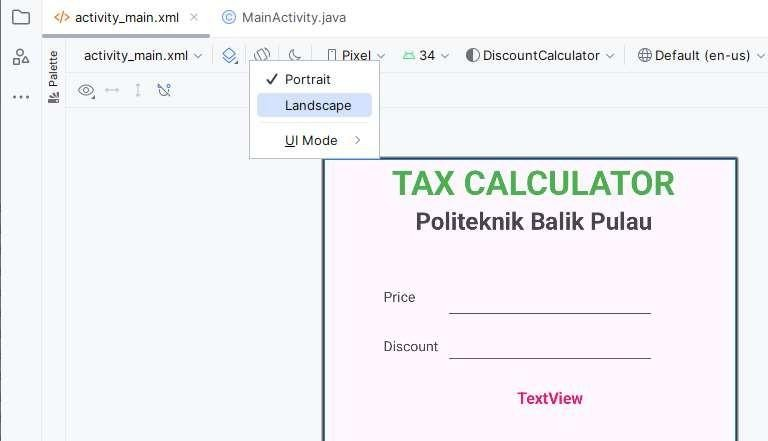 activity_main.xml
MainActivity.java
activity_main.xml
Pixel
34
DiscountCalculator
Default (en-us)
Palette
Portrait
Landscape
UI Mode
TAX CALCULATOR
Politeknik Balik Pulau
Price
Discount
TextView